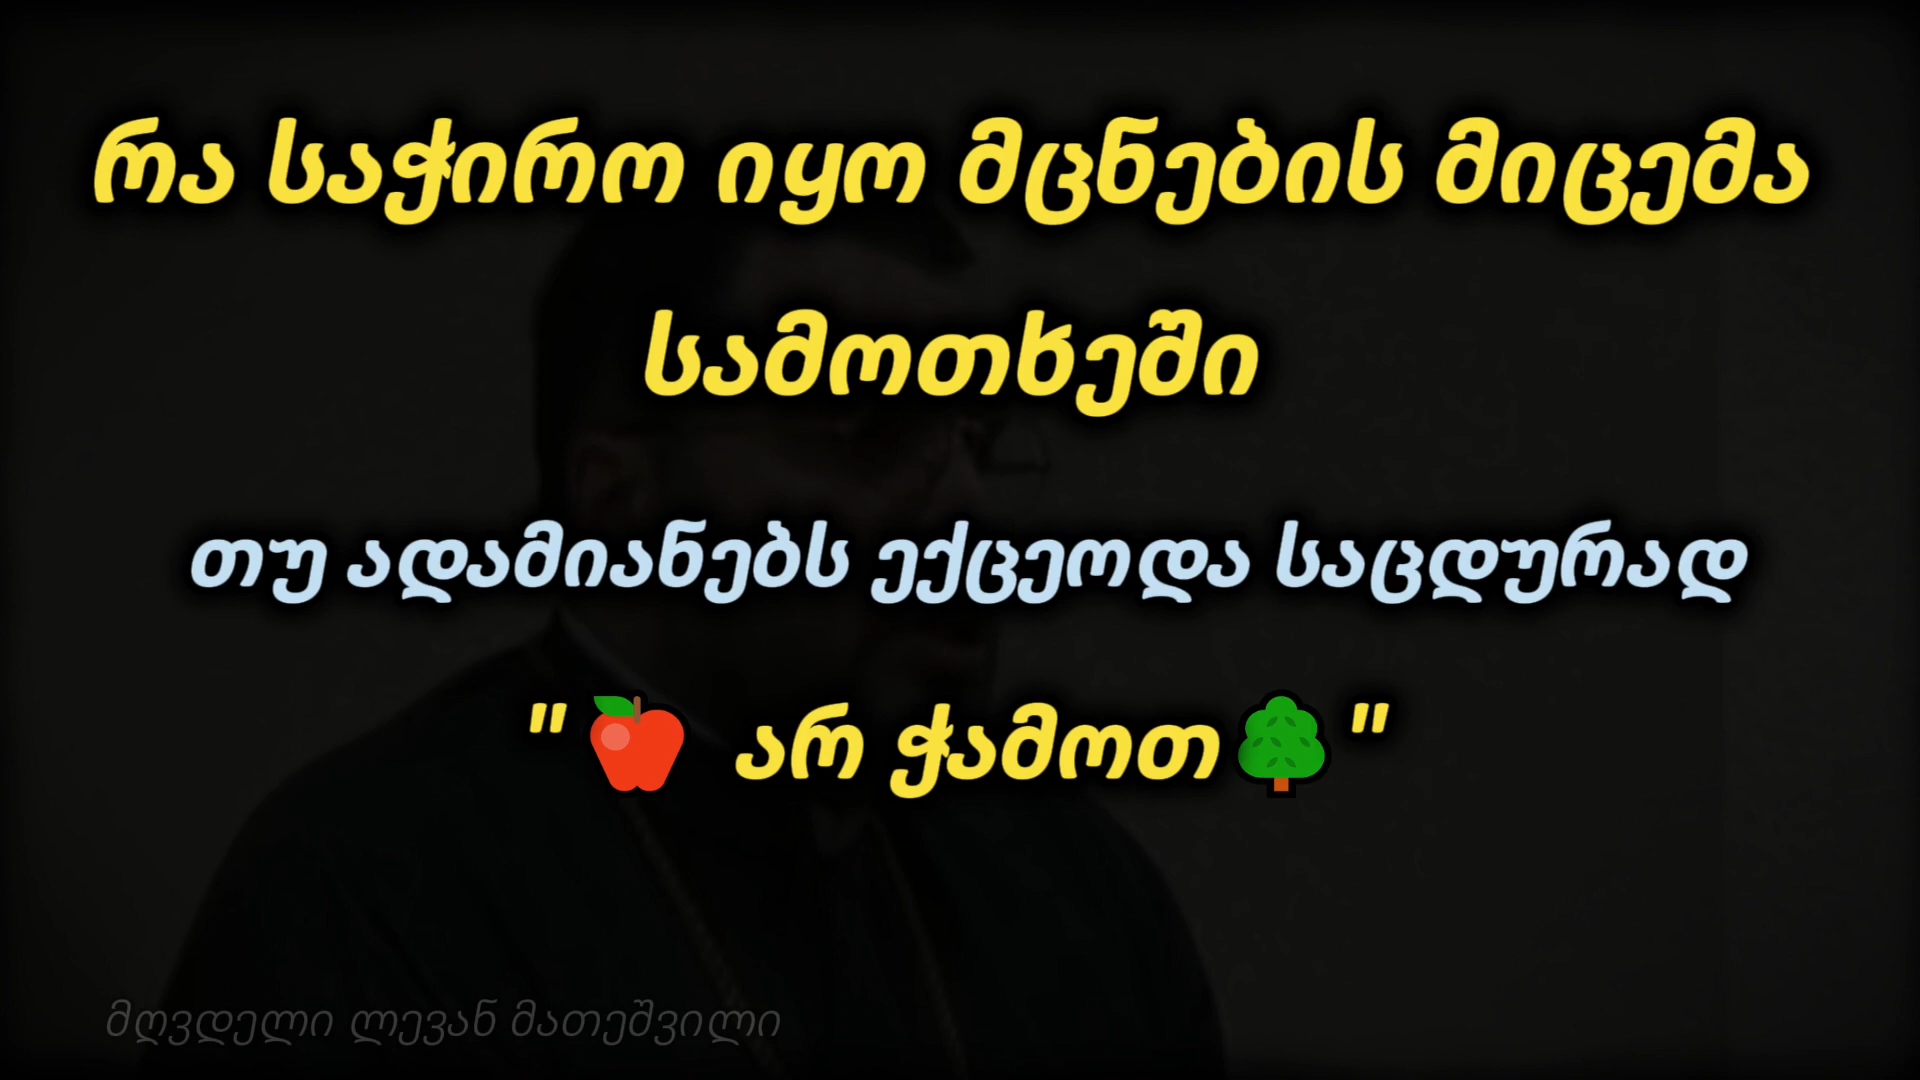 რა საჭირო იყო მცნების მიცემა
სამოთხეში
თუ ადამიანებს ექცეოდა საცდურად
"🍎 არ ჭამოთ🌳"
მღვდელი ლევან მათეშვილი